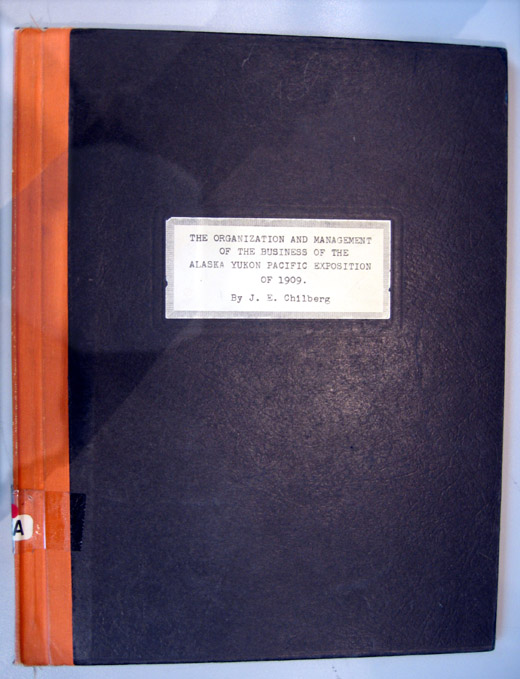 THE ORGANIZATION AND MANAGEMENT
OF THE BUSINESS OF THE
ALASKA YUKON PACIFIC EXPOSITION
OF 1909.
By J. E. Chilberg
A